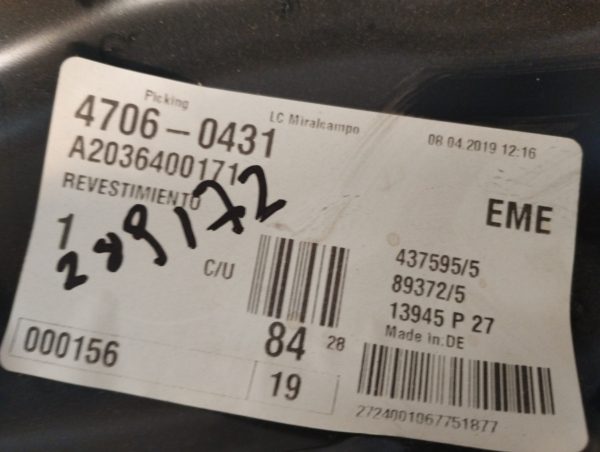 Picking
LC Miralcampo
08.04.2019 12:16
4706-0431
A2036400171
REVESTIMIENTO
289172
EME
1
C/U
437595/5
89372/5
13945 P 27
Made in:DE
000156
84 28
19
2724001067751877